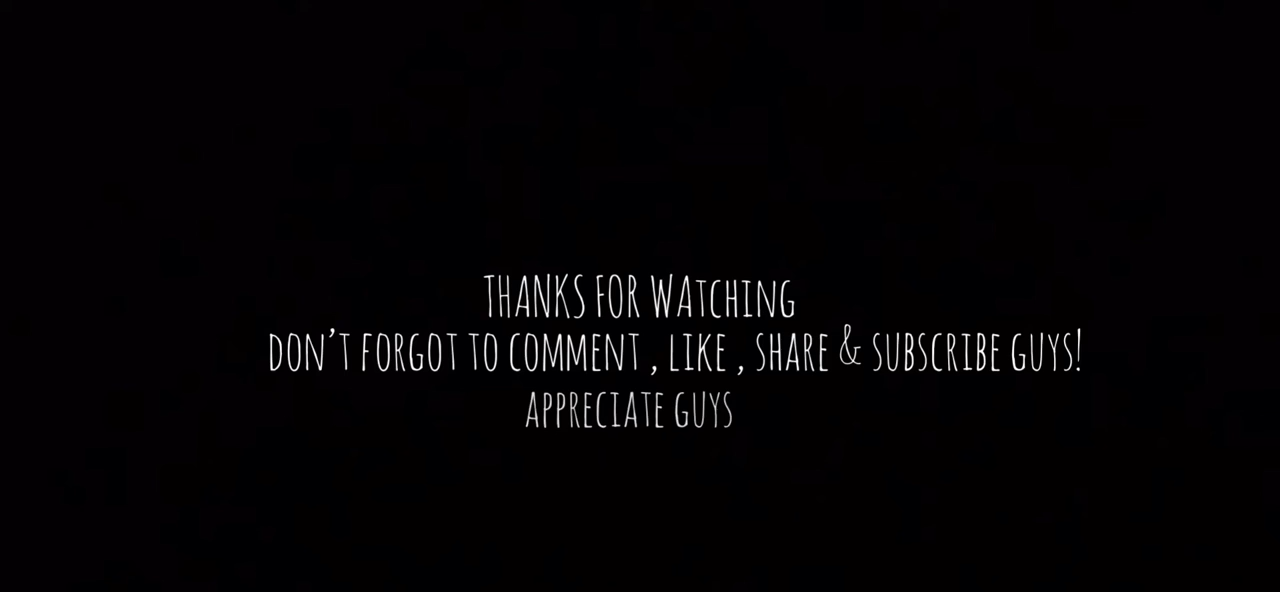 THANKS FOR WATCHING
DON'T FORGOT TO COMMENT , LIKE , SHARE & SUBSCRIBE GUYS!
APPRECIATE GUYS